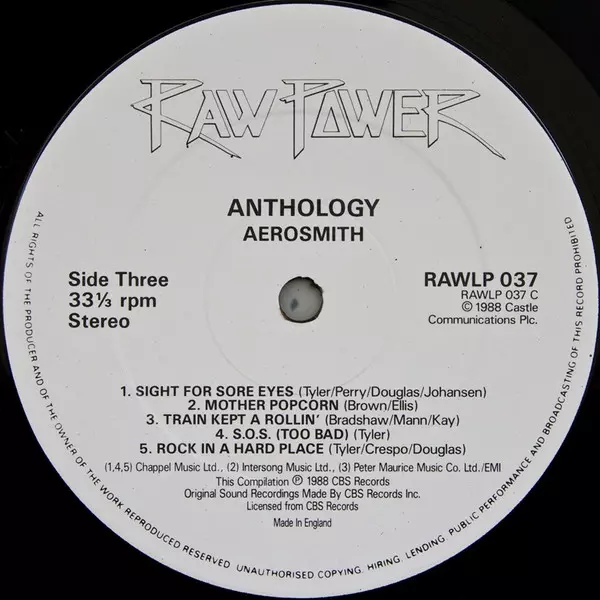 RAW POWER
ANTHOLOGY
AEROSMITH
Side Three
33⅓ rpm
Stereo
RAWLP 037
RAWLP 037 C
© 1988 Castle
Communications Plc.
1. SIGHT FOR SORE EYES (Tyler/Perry/Douglas/Johansen)
2. MOTHER POPCORN (Brown/Ellis)
3. TRAIN KEPT A ROLLIN' (Bradshaw/Mann/Kay)
4. S.O.S. (TOO BAD) (Tyler)
5. ROCK IN A HARD PLACE (Tyler/Crespo/Douglas)
(1,4,5) Chappel Music Ltd., (2) Intersong Music Ltd., (3) Peter Maurice Music Co. Ltd./EMI
This Compilation ℗ 1988 CBS Records
Original Sound Recordings Made By CBS Records Inc.
Licensed from CBS Records
Made in England
ALL RIGHTS OF THE PRODUCER AND OF THE OWNER OF THE WORK REPRODUCED RESERVED. UNAUTHORISED COPYING, HIRING, LENDING, PUBLIC PERFORMANCE AND BROADCASTING OF THIS RECORD PROHIBITED